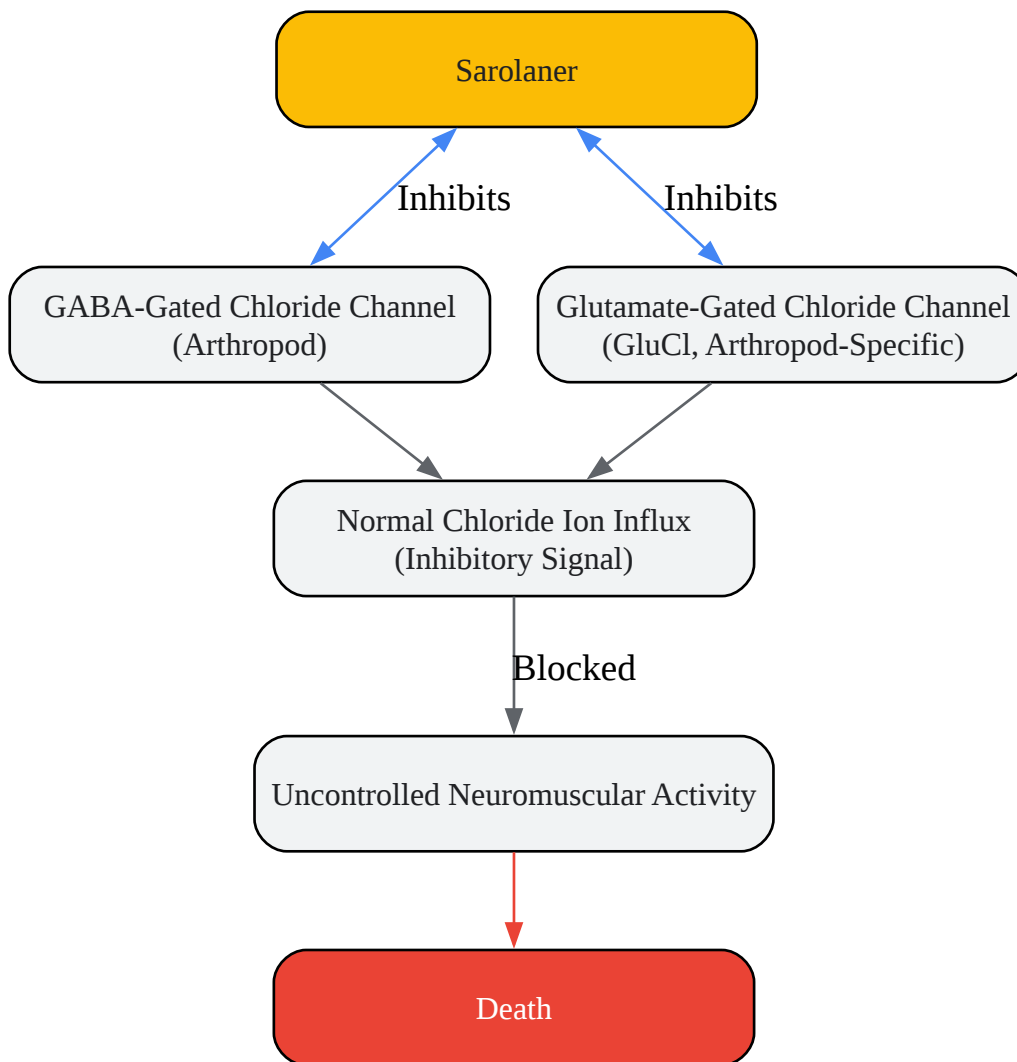 Sarolaner
Inhibits
Inhibits
GABA-Gated Chloride Channel
(Arthropod)
Glutamate-Gated Chloride Channel
(GluCl, Arthropod-Specific)
Normal Chloride Ion Influx
(Inhibitory Signal)
Blocked
Uncontrolled Neuromuscular Activity
Death